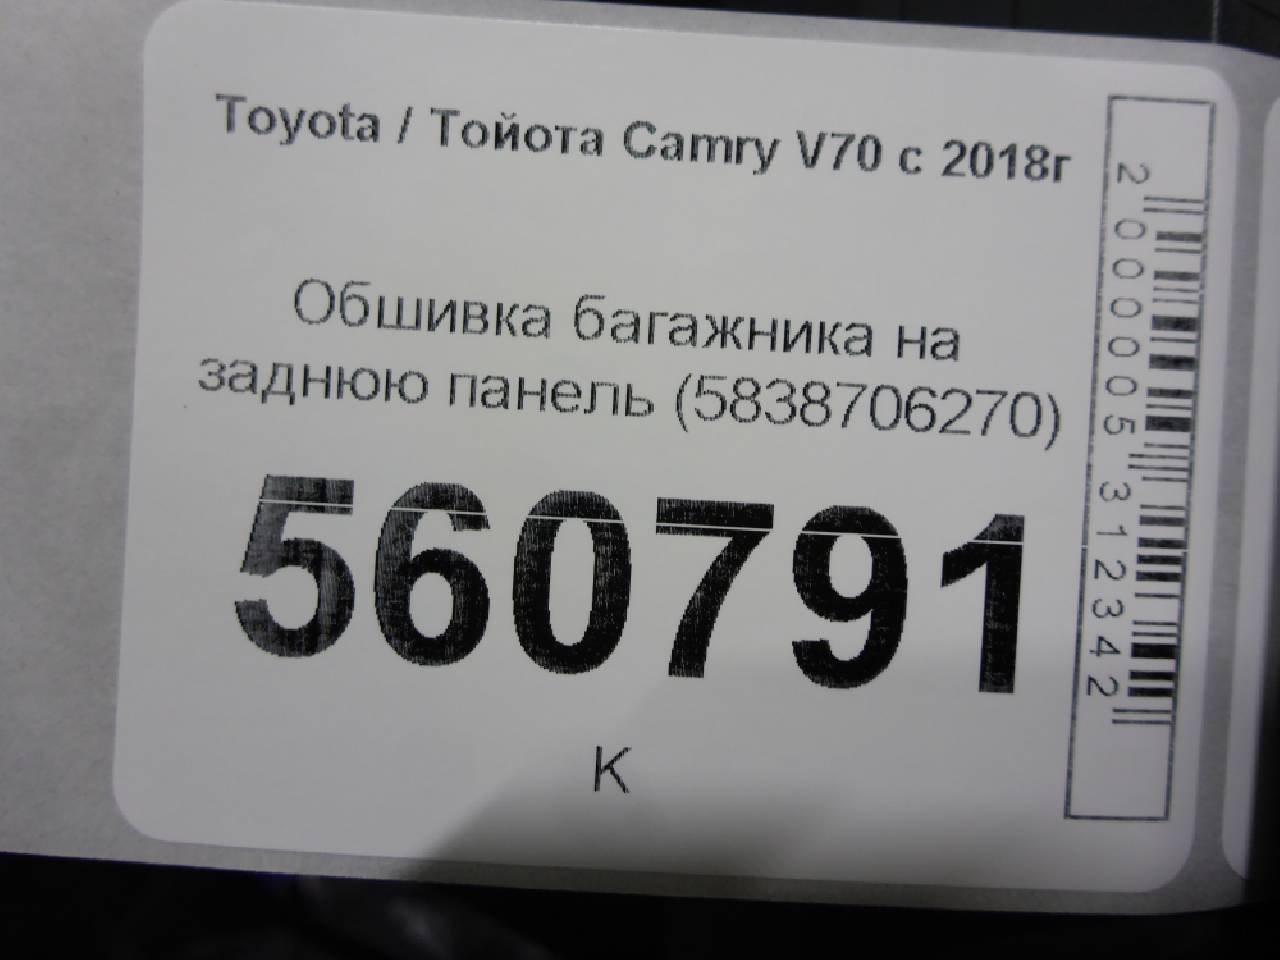 Toyota / Тойота Camry V70 с 2018г
Обшивка багажника на
заднюю панель (5838706270)
560791
К
2000005312342